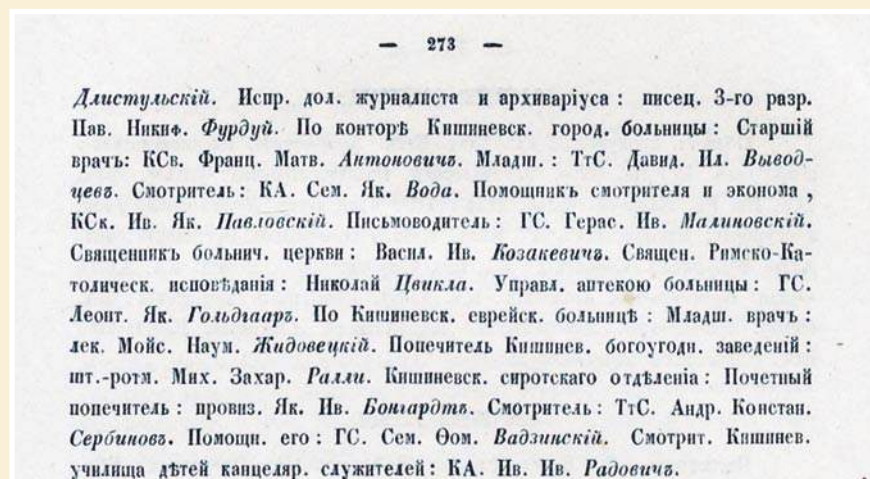 — 273 —
Длистульскій. Испр. дол. журналиста и архиваріуса : писец. 3-го разр.
Пав. Никиф. Фурдуй. По конторѣ Кишиневск. город. больницы : Старшій
врачъ: КСв. Франц. Матв. Антоновичъ. Младш. : ТтС. Давид. Ил. Вывод-
цевъ. Смотритель : КА. Сем. Як. Вода. Помощникъ смотрителя и эконома ,
КСк. Ив. Як. Павловскій. Письмоводитель : ГС. Герас. Ив. Малиновскій.
Священникъ больнич. церкви : Васил. Ив. Козакевичъ. Священ. Римско-Ка-
толическ. исповѣданія : Николай Цвикла. Управл. аптекою больницы : ГС.
Леонт. Як. Гольдгааръ. По Кишиневск. еврейск. больницѣ : Младш. врачъ :
лек. Мойс. Наум. Жидовецкій. Попечитель Кишинев. богоугодн. заведеній :
шт.-ротм. Мих. Захар. Ралли. Кишиневск. сиротскаго отдѣленіа : Почетный
попечитель : провиз. Як. Ив. Бонгардтъ. Смотритель : ТтС. Андр. Констан.
Сербиновъ. Помощн. его : ГС. Сем. Ѳом. Вадзинскій. Смотрит. Кишинев.
училища дѣтей канцеляр. служителей : КА. Ив. Ив. Радовичъ.